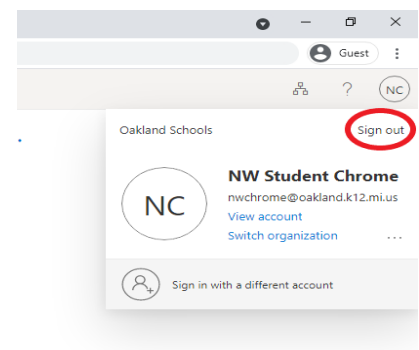 Guest
?
NC
Oakland Schools
Sign out
NC
NW Student Chrome
nwchrome@oakland.k12.mi.us
View account
Switch organization
...
Sign in with a different account